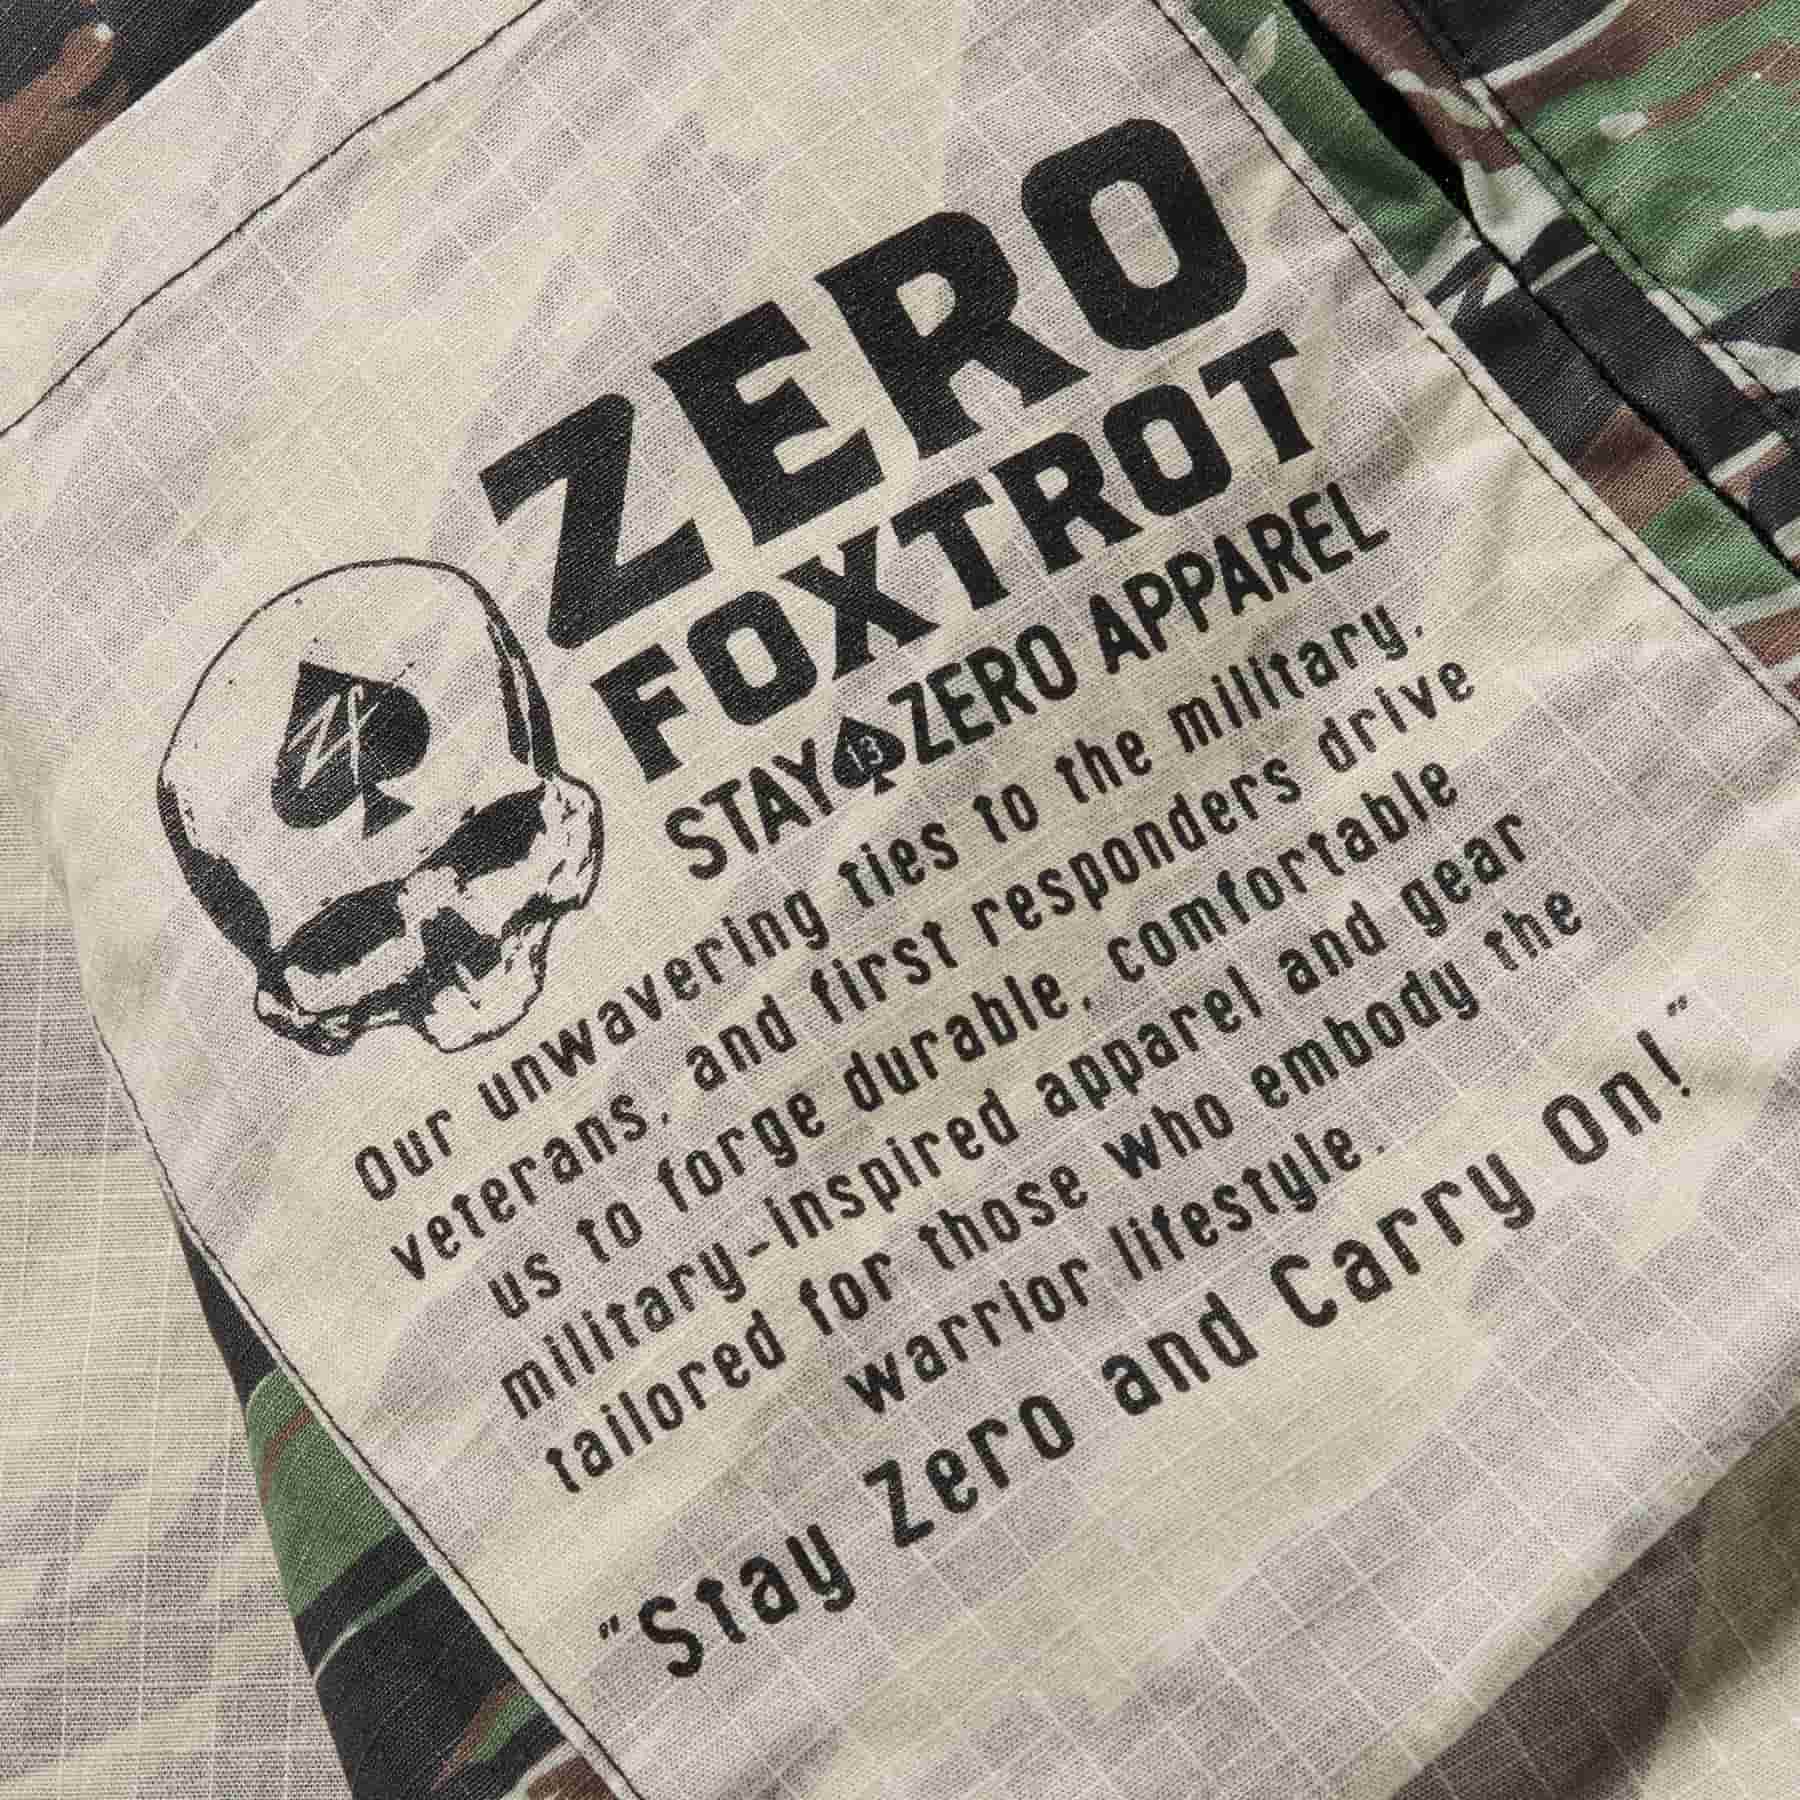 ZERO
FOXTROT
STAY 13 ZERO APPAREL
zf
Our unwavering ties to the military,
veterans, and first responders drive
us to forge durable, comfortable
military-inspired apparel and gear
tailored for those who embody the
warrior lifestyle.
"Stay Zero and Carry On!"